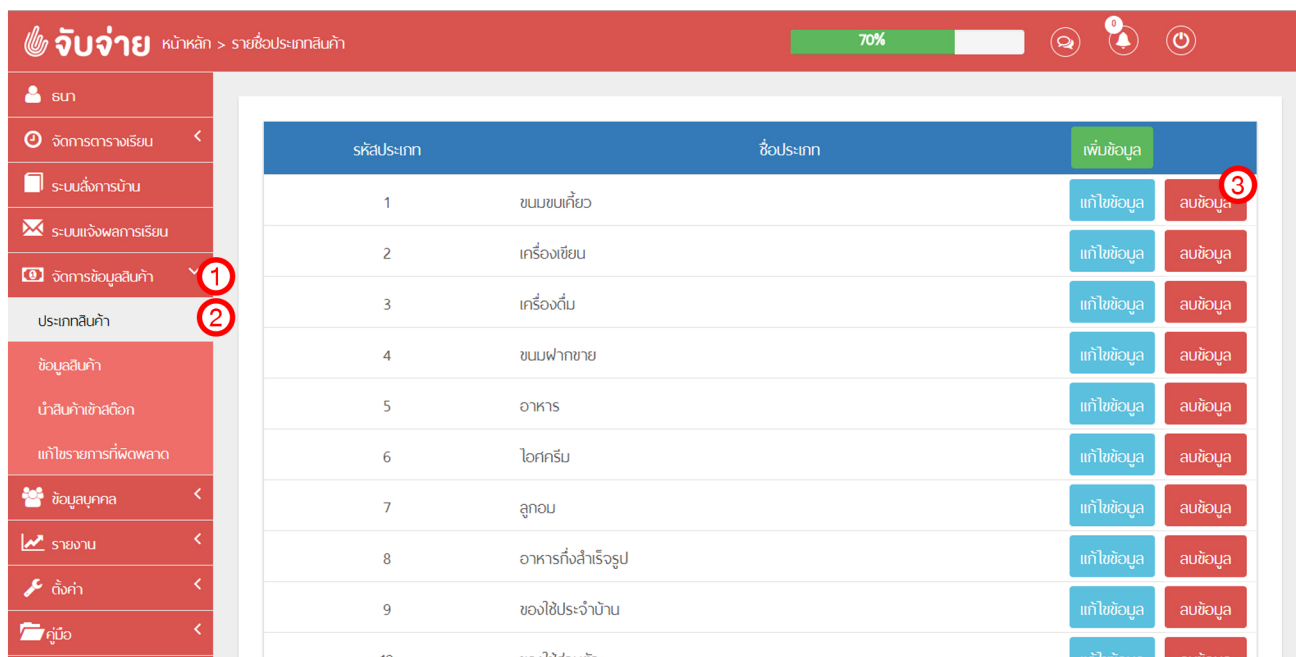 จับจ่าย หน้าหลัก > รายชื่อประเภทสินค้า 70% 0
ธนา
จัดการตารางเรียน
ระบบสั่งการบ้าน
ระบบแจ้งผลการเรียน
จัดการข้อมูลสินค้า 1
ประเภทสินค้า 2
ข้อมูลสินค้า
นำสินค้าเข้าสต๊อก
แก้ไขรายการที่ผิดพลาด
ข้อมูลบุคคล
รายงาน
ตั้งค่า
คู่มือ
รหัสประเภท ชื่อประเภท เพิ่มข้อมูล
3
1 ขนมขบเคี้ยว แก้ไขข้อมูล ลบข้อมูล
2 เครื่องเขียน แก้ไขข้อมูล ลบข้อมูล
3 เครื่องดื่ม แก้ไขข้อมูล ลบข้อมูล
4 ขนมฝากขาย แก้ไขข้อมูล ลบข้อมูล
5 อาหาร แก้ไขข้อมูล ลบข้อมูล
6 ไอศครีม แก้ไขข้อมูล ลบข้อมูล
7 ลูกอม แก้ไขข้อมูล ลบข้อมูล
8 อาหารกึ่งสำเร็จรูป แก้ไขข้อมูล ลบข้อมูล
9 ของใช้ประจำบ้าน แก้ไขข้อมูล ลบข้อมูล